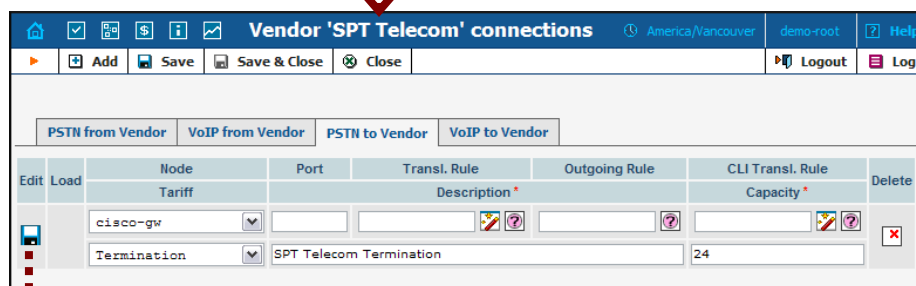 Vendor 'SPT Telecom' connections America/Vancouver demo-root ? Help
Add Save Save & Close Close Logout Log
PSTN from Vendor VoIP from Vendor PSTN to Vendor VoIP to Vendor
Edit Load Node Port Transl. Rule Outgoing Rule CLI Transl. Rule Delete
Tariff Description * Capacity *
cisco-gw ? ? ?
Termination SPT Telecom Termination 24